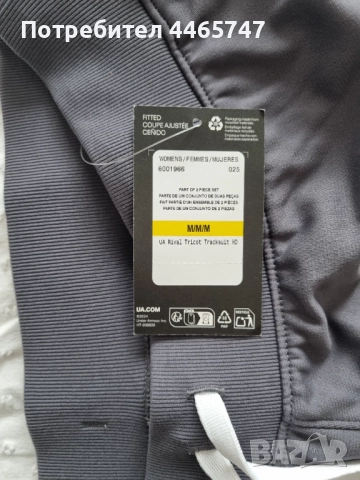 Потребител 4465747
FITTED
COUPE AJUSTÉE
CEÑIDO
WOMENS / FEMMES / MUJERES
6001966 025
PART OF 2 PIECE SET
PARTE DE UM CONJUNTO DE DUAS PEÇAS
FAIT PARTIE D'UN ENSEMBLE DE 2 PIÈCES
PARTE DE UN CONJUNTO DE 2 PIEZAS
M/M/M
UA Rival Tricot Tracksuit HD
UA.COM
BAZAR